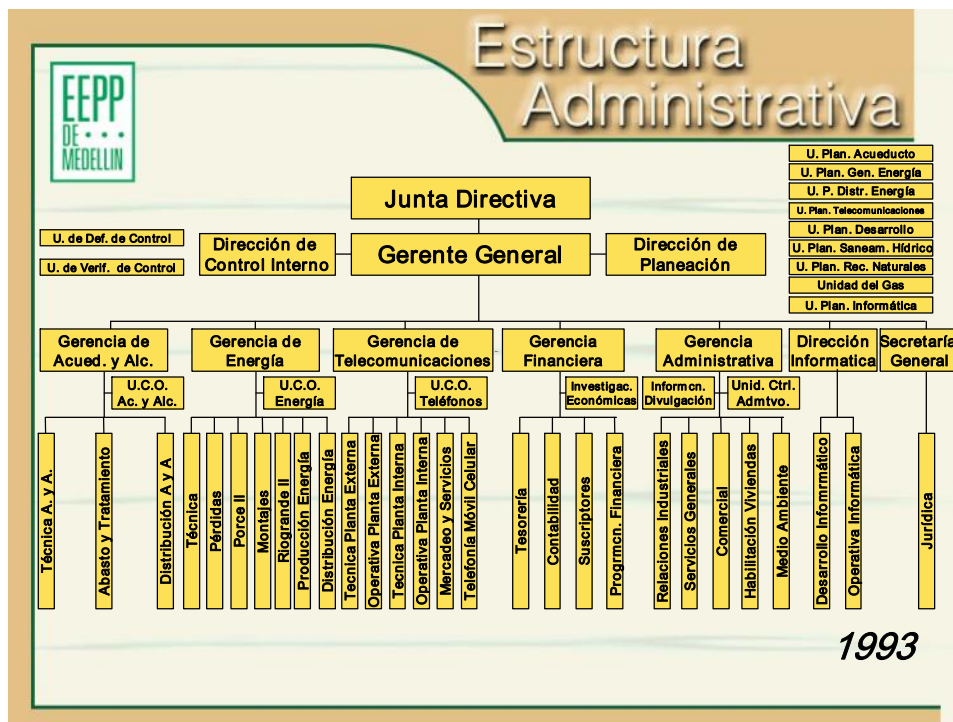 Estructura
Administrativa
EEPP
DE • • •
MEDELLIN
U. Plan. Acueducto
U. Plan. Gen. Energía
U. P. Distr. Energía
U. Plan. Telecomunicaciones
U. Plan. Desarrollo
U. Plan. Saneam. Hídrico
U. Plan. Rec. Naturales
Unidad del Gas
U. Plan. Informática
Junta Directiva
U. de Def. de Control
U. de Verif. de Control
Dirección de
Control Interno
Gerente General
Dirección de
Planeación
Gerencia de
Acued. y Alc.
Gerencia de
Energía
Gerencia de
Telecomunicaciones
Gerencia
Financiera
Gerencia
Administrativa
Dirección
Informatica
Secretaría
General
U.C.O.
Ac. y Alc.
U.C.O.
Energía
U.C.O.
Teléfonos
Investigac.
Económicas
Informcn.
Divulgación
Unid. Ctrl.
Admtvo.
Técnica A. y A.
Abasto y Tratamiento
Distribución A y A
Técnica
Pérdidas
Porce II
Montajes
Riogrande II
Producción Energía
Distribución Energía
Tecnica Planta Externa
Operativa Planta Externa
Tecnica Planta Interna
Operativa Planta Interna
Mercadeo y Servicios
Telefonía Móvil Celular
Tesorería
Contabilidad
Suscriptores
Progrmcn. Financiera
Relaciones Industriales
Servicios Generales
Comercial
Habilitación Viviendas
Medio Ambiente
Desarrollo Infomrmático
Operativa Informática
Jurídica
1993